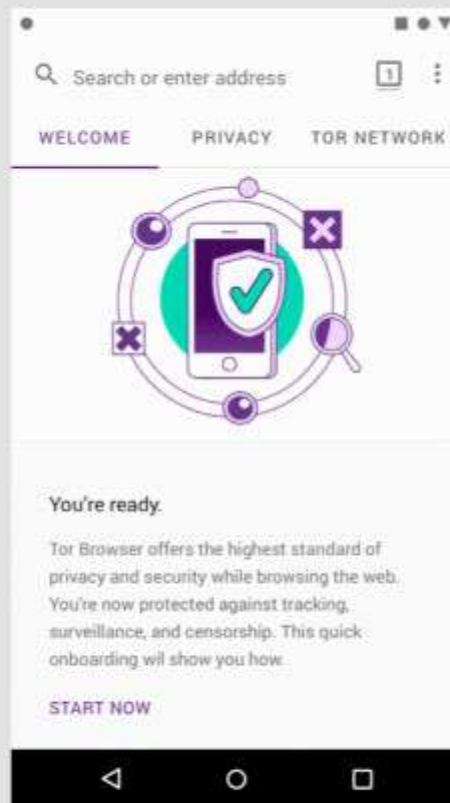 Search or enter address
1
WELCOME PRIVACY TOR NETWORK
You're ready.
Tor Browser offers the highest standard of
privacy and security while browsing the web.
You're now protected against tracking,
surveillance, and censorship. This quick
onboarding wil show you how.
START NOW